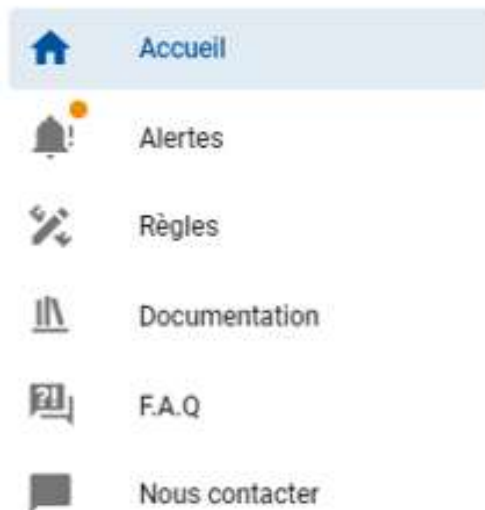 Accueil
Alertes
Règles
Documentation
F.A.Q
Nous contacter